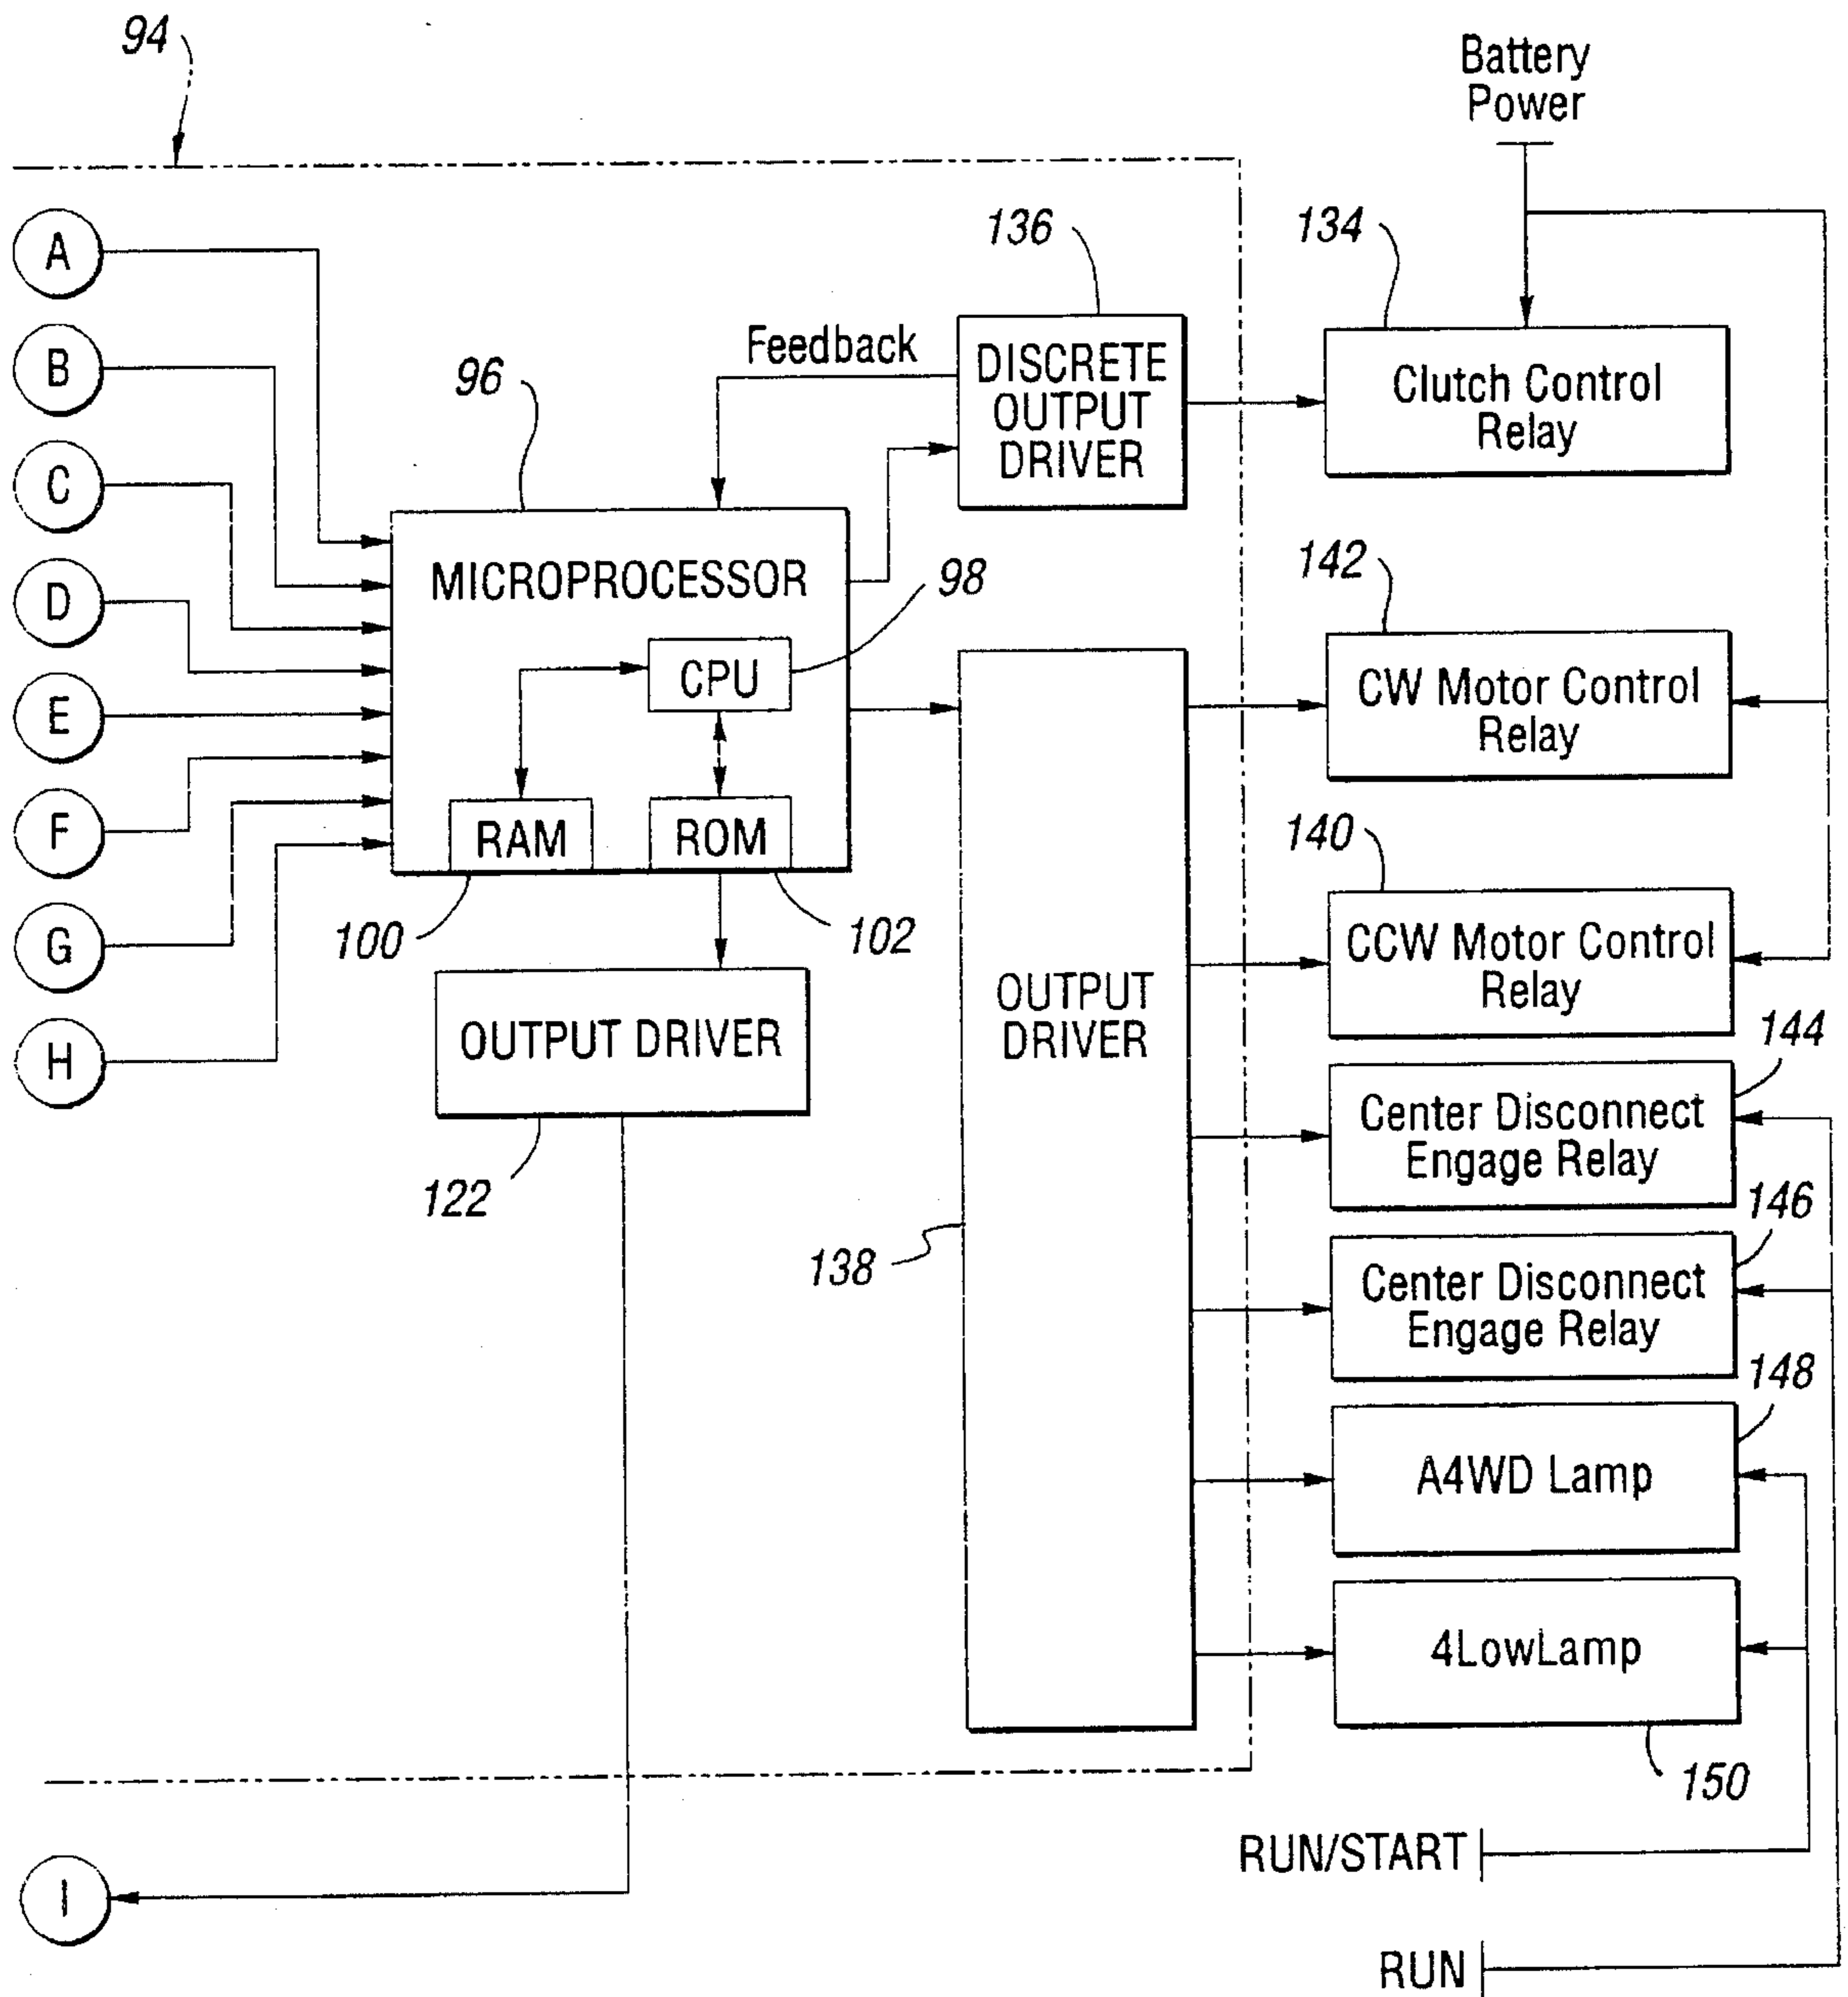 94
Battery
Power
A
136
134
B
Feedback
DISCRETE
OUTPUT
DRIVER
Clutch Control
Relay
96
C
142
MICROPROCESSOR
98
D
CPU
CW Motor Control
Relay
E
F
RAM
ROM
140
100
102
G
CCW Motor Control
Relay
OUTPUT
DRIVER
OUTPUT DRIVER
H
144
Center Disconnect
Engage Relay
122
146
138
Center Disconnect
Engage Relay
148
A4WD Lamp
4LowLamp
150
RUN/START
I
RUN